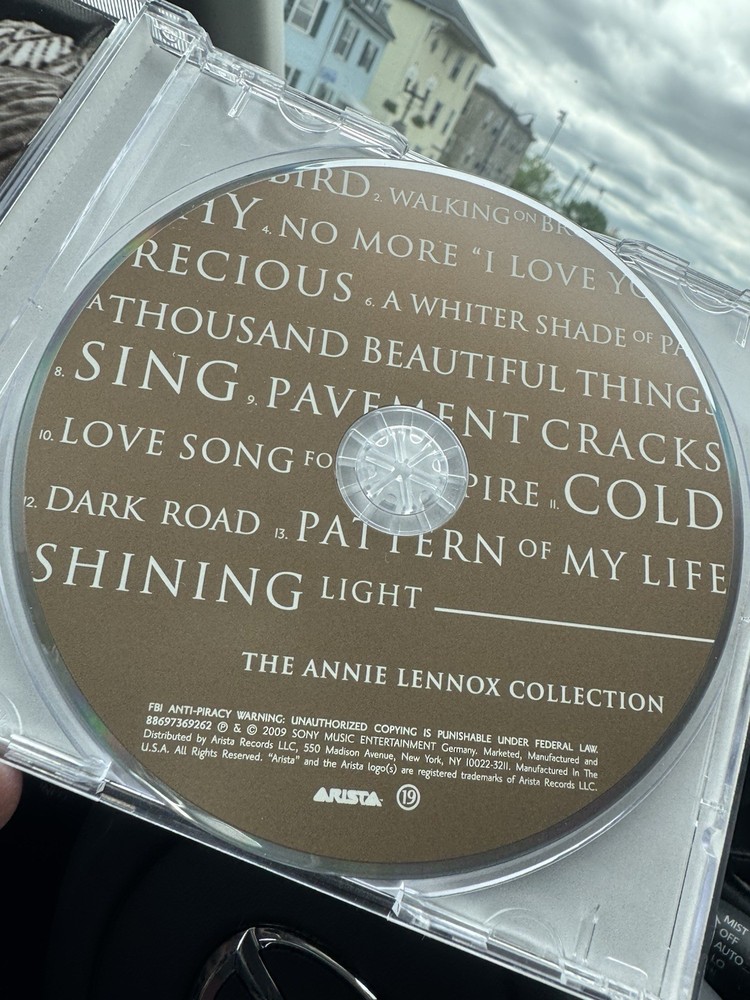 BIRD 2. WALKING ON BR
HY 4. NO MORE "I LOVE YO
RECIOUS 6. A WHITER SHADE OF PA
A THOUSAND BEAUTIFUL THINGS
8. SING 9. PAVEMENT CRACKS
10. LOVE SONG FO PIRE 11. COLD
12. DARK ROAD 13. PATTERN OF MY LIFE
SHINING LIGHT
THE ANNIE LENNOX COLLECTION
FBI ANTI-PIRACY WARNING: UNAUTHORIZED COPYING IS PUNISHABLE UNDER FEDERAL LAW.
88697369262 ℗ & © 2009 SONY MUSIC ENTERTAINMENT Germany. Marketed, Manufactured and
Distributed by Arista Records LLC, 550 Madison Avenue, New York, NY 10022-3211. Manufactured In The
U.S.A. All Rights Reserved. "Arista" and the Arista logo(s) are registered trademarks of Arista Records LLC.
ARISTA 19
MIST
OFF
AUTO
LO